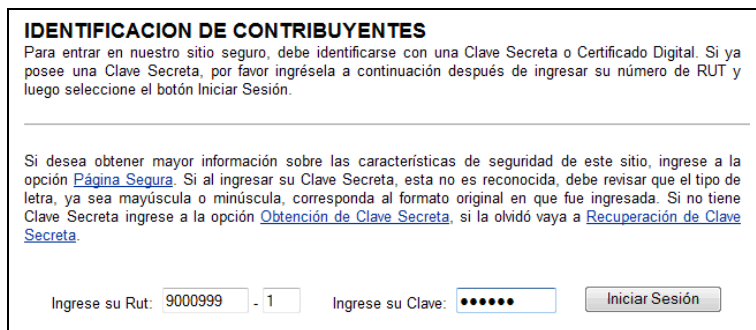 IDENTIFICACION DE CONTRIBUYENTES
Para entrar en nuestro sitio seguro, debe identificarse con una Clave Secreta o Certificado Digital. Si ya
posee una Clave Secreta, por favor ingrésela a continuación después de ingresar su número de RUT y
luego seleccione el botón Iniciar Sesión.
Si desea obtener mayor información sobre las características de seguridad de este sitio, ingrese a la
opción Página Segura. Si al ingresar su Clave Secreta, esta no es reconocida, debe revisar que el tipo de
letra, ya sea mayúscula o minúscula, corresponda al formato original en que fue ingresada. Si no tiene
Clave Secreta ingrese a la opción Obtención de Clave Secreta, si la olvidó vaya a Recuperación de Clave
Secreta.
Ingrese su Rut: 9000999 - 1 Ingrese su Clave: ●●●●●● Iniciar Sesión